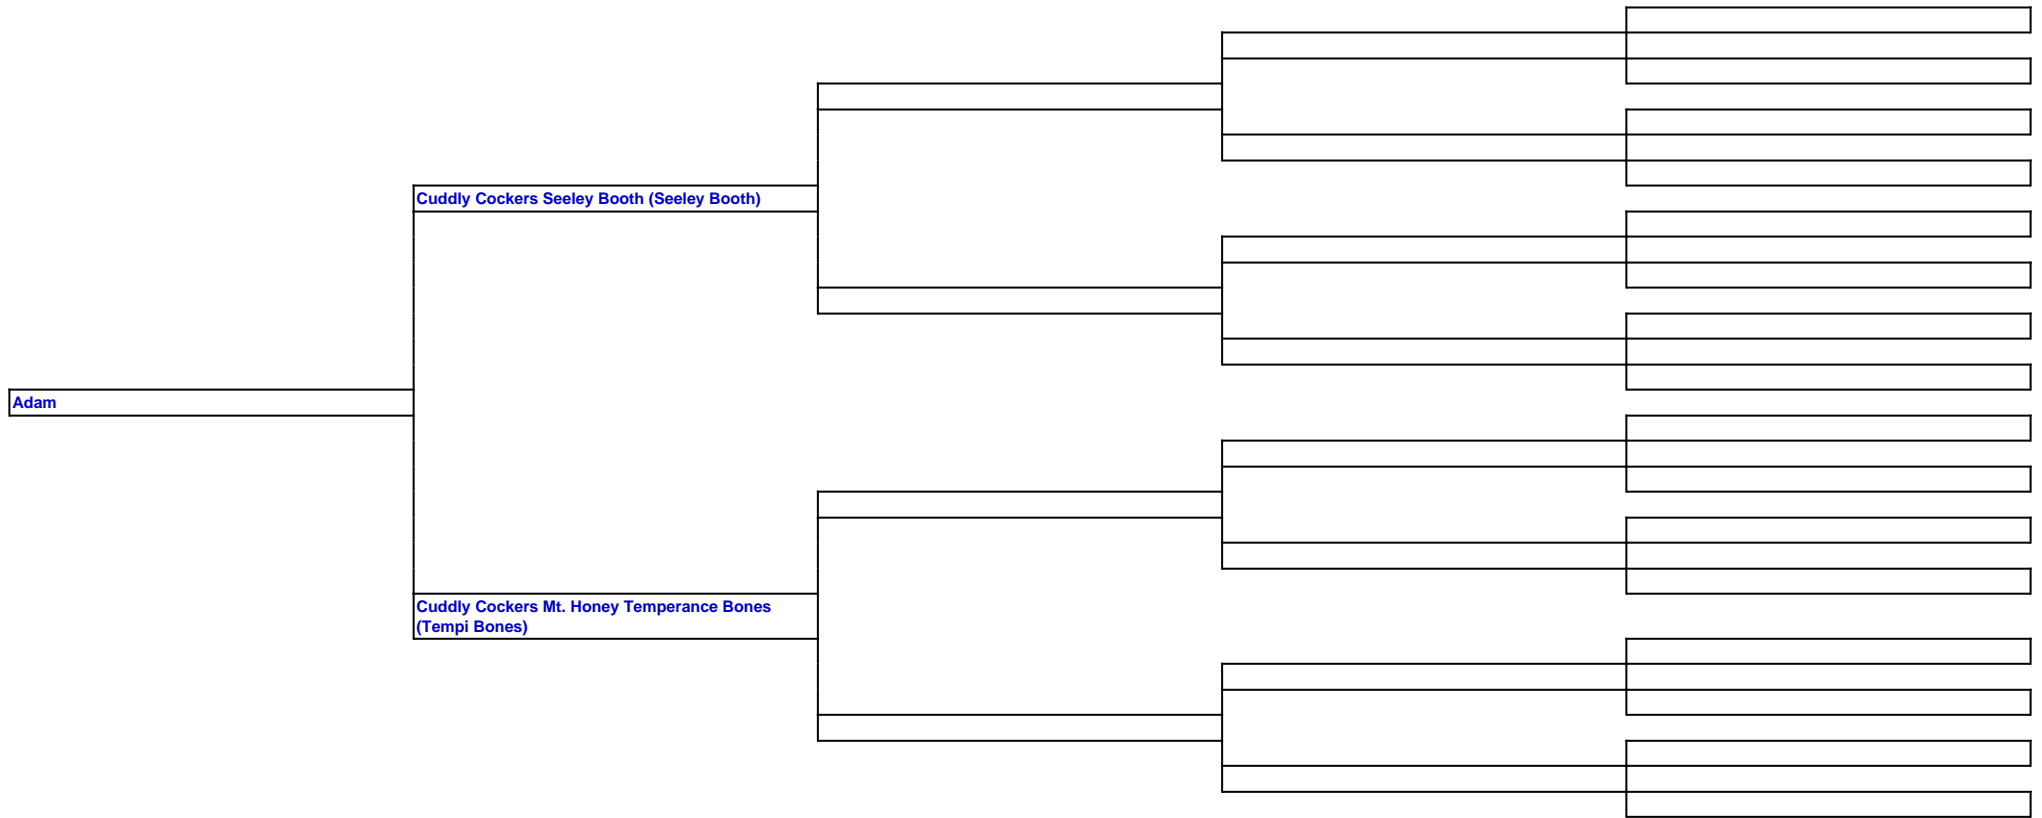 Cuddly Cockers Seeley Booth (Seeley Booth)
Adam
Cuddly Cockers Mt. Honey Temperance Bones
(Tempi Bones)